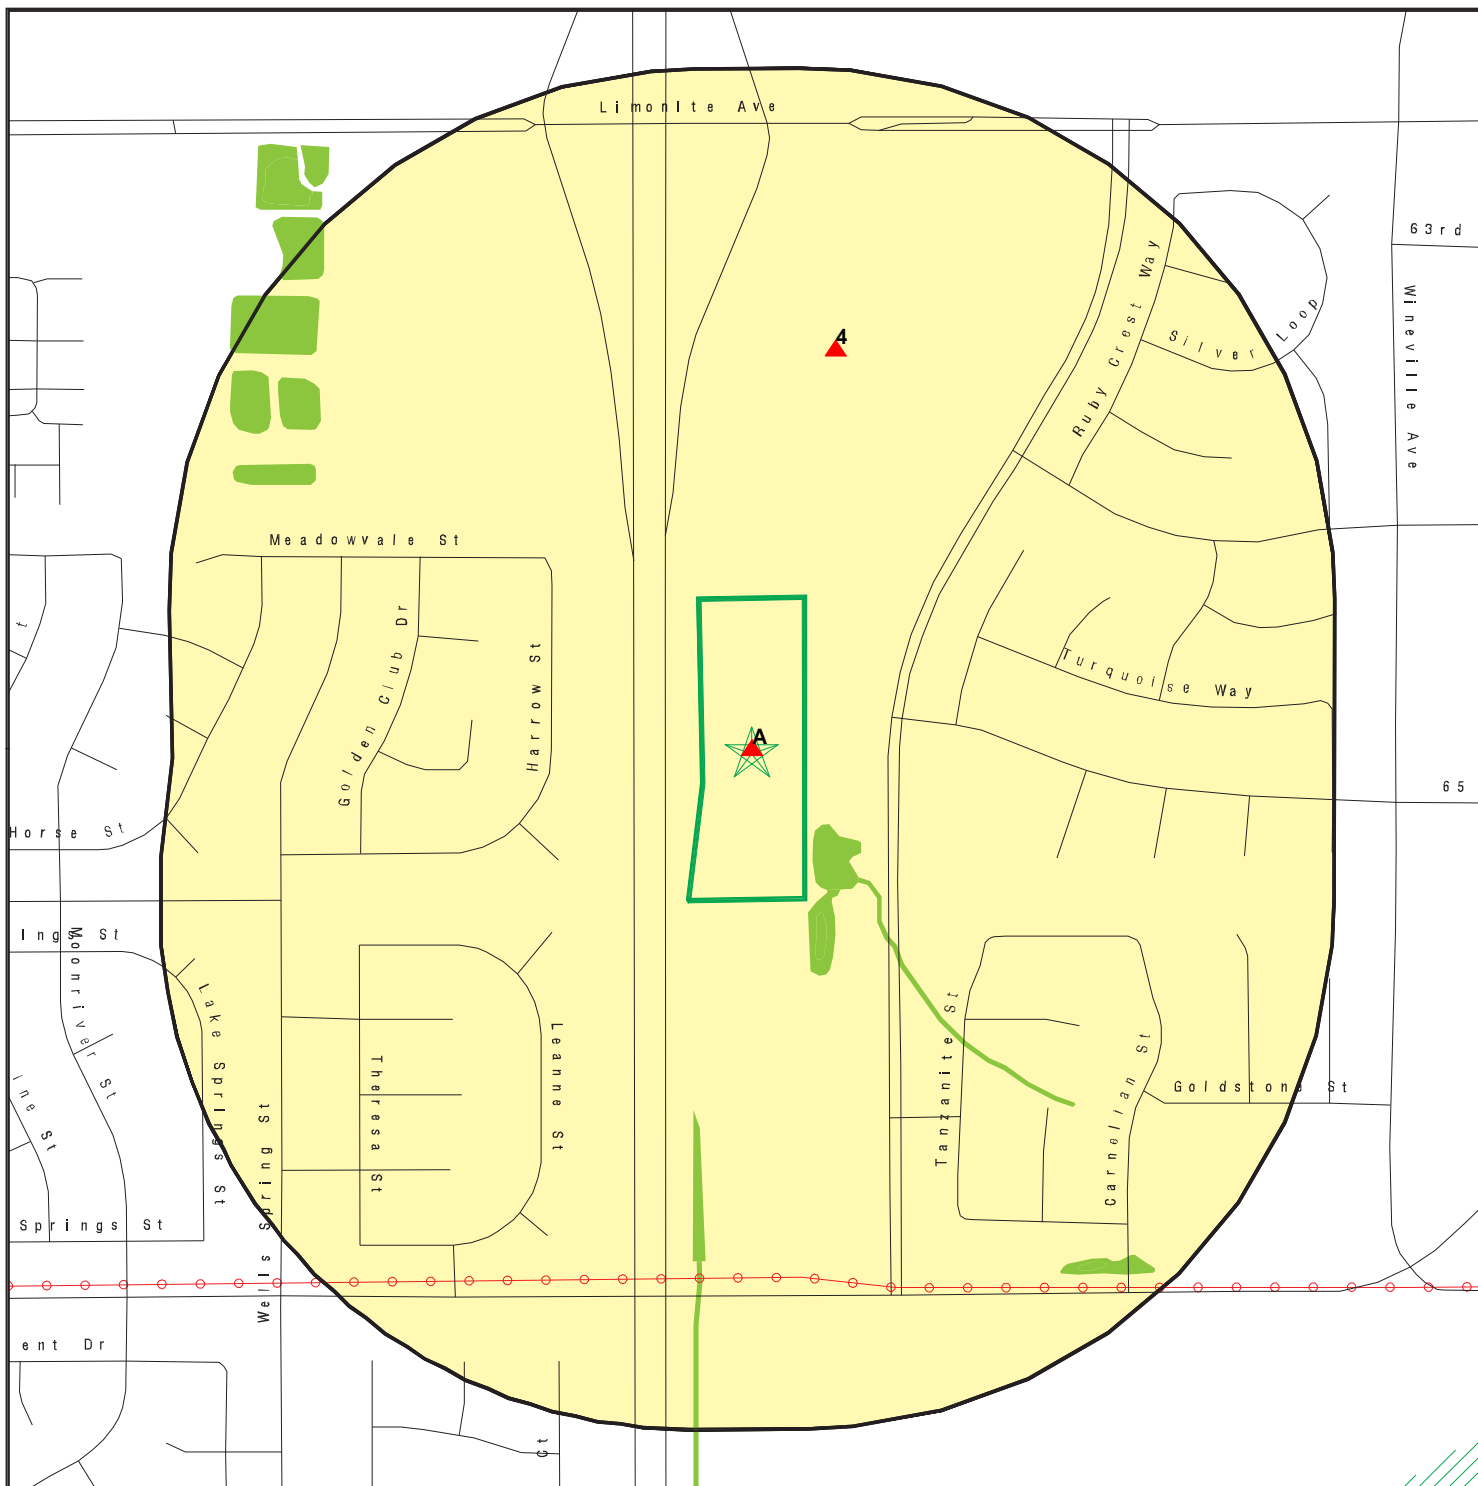 Limonite Ave
63rd
Ruby Crest Way
Silver Loop
Wineville Ave
4
Meadowvale St
t
Golden Club Dr
Harrow St
Turquoise Way
A
65
Horse St
ings St
Moonriver St
Lake Springs St
Theresa St
Leanne St
Tanzanite St
Carnelian St
Goldstone St
ine St
Wells Spring St
Springs St
ent Dr
Ct